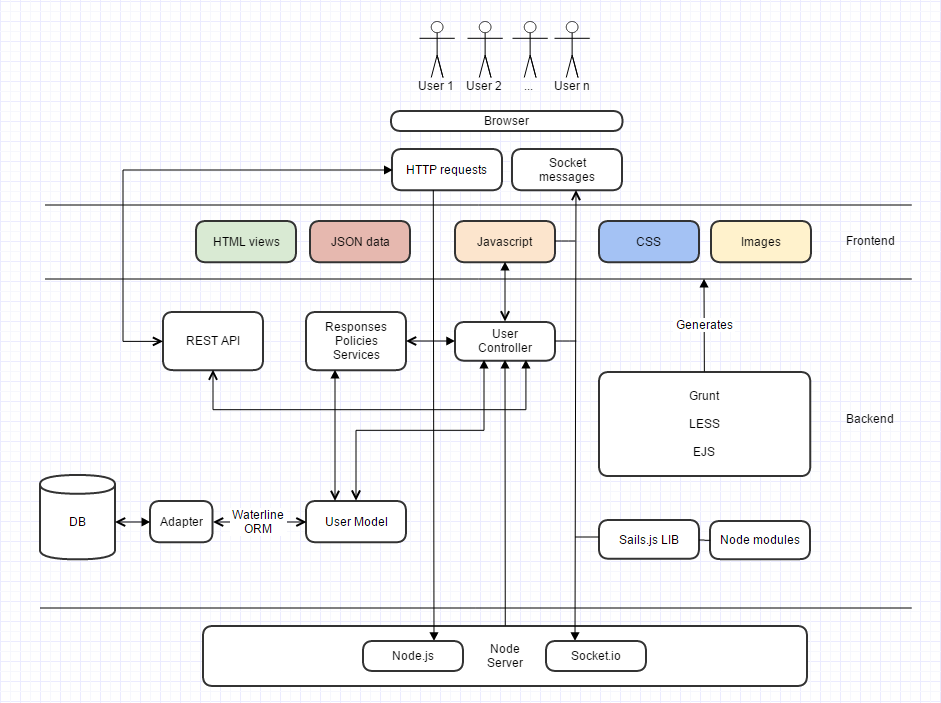 User 1
User 2
...
User n
Browser
HTTP requests
Socket
messages
HTML views
JSON data
Javascript
CSS
Images
Frontend
REST API
Responses
Policies
Services
User
Controller
Generates
Grunt
LESS
EJS
Backend
DB
Adapter
Waterline
ORM
User Model
Sails.js LIB
Node modules
Node.js
Node
Server
Socket.io